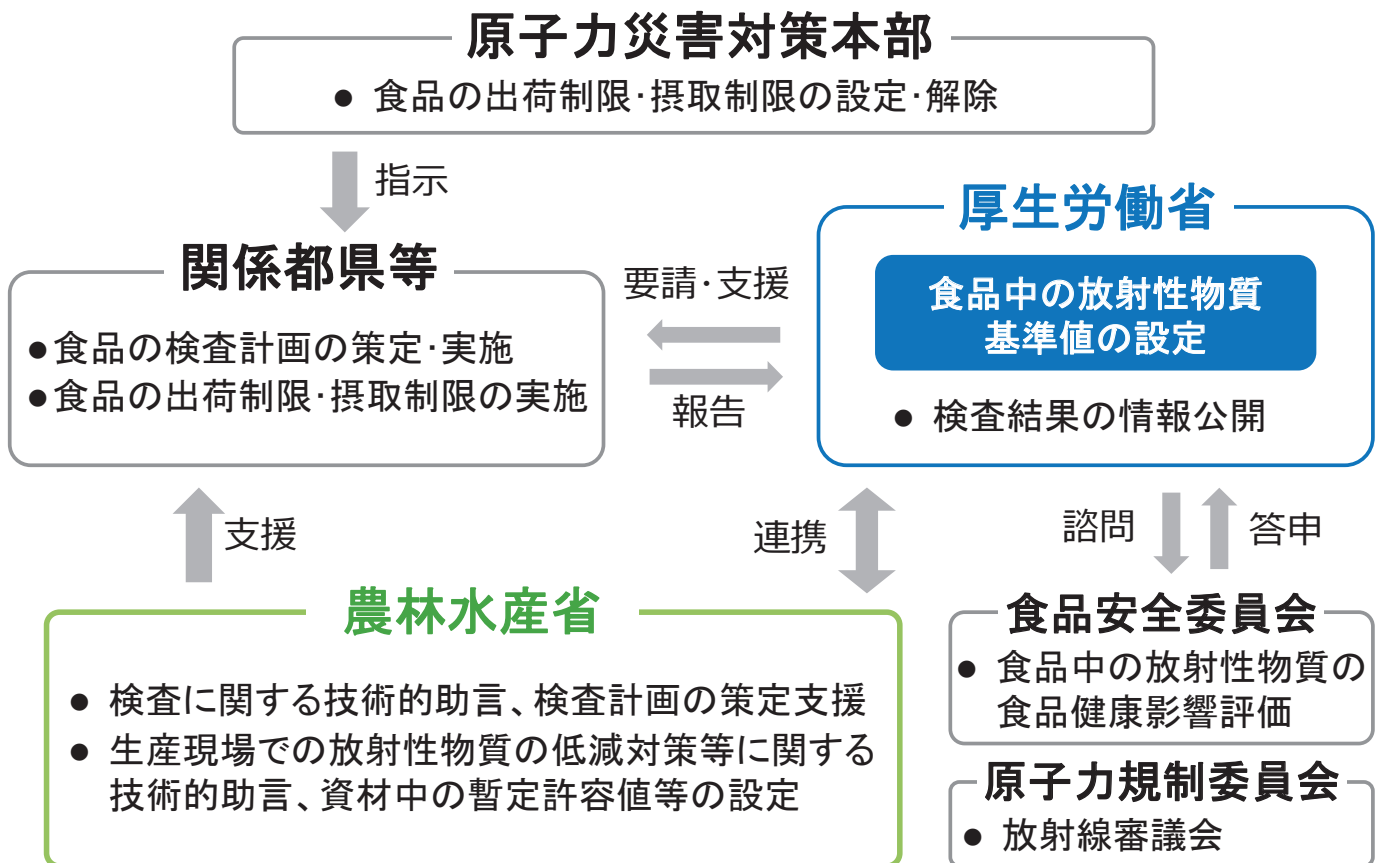 原子力災害対策本部
● 食品の出荷制限･摂取制限の設定･解除
指示
厚生労働省
関係都県等
要請･支援
食品中の放射性物質
基準値の設定
●食品の検査計画の策定･実施
●食品の出荷制限･摂取制限の実施
報告
● 検査結果の情報公開
支援
連携
諮問
答申
農林水産省
● 検査に関する技術的助言、検査計画の策定支援
● 生産現場での放射性物質の低減対策等に関する
技術的助言、資材中の暫定許容値等の設定
食品安全委員会
● 食品中の放射性物質の
食品健康影響評価
原子力規制委員会
● 放射線審議会